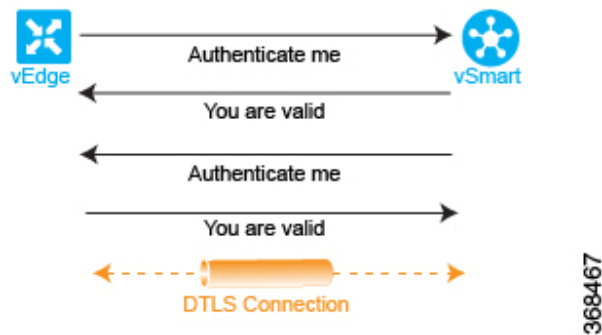 Authenticate me
vEdge
vSmart
You are valid
Authenticate me
You are valid
DTLS Connection
368467